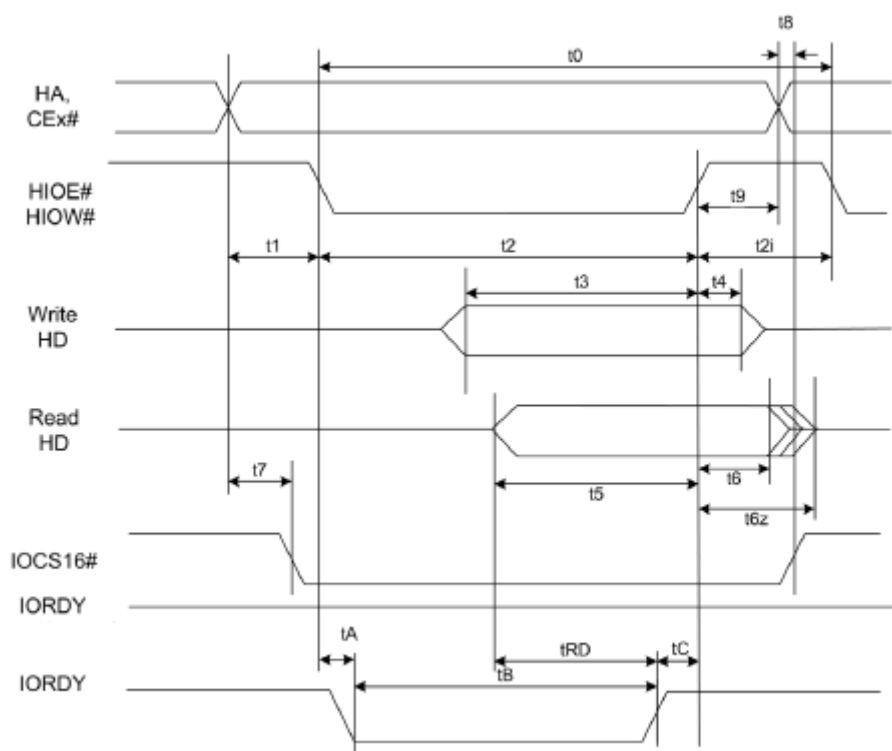 t8
t0
HA,
CEx#
HIOE#
HIOW#
t9
t1
t2
t2i
t3
t4
Write
HD
Read
HD
t7
t6
t5
t6z
IOCS16#
IORDY
tA
tRD
tC
tB
IORDY